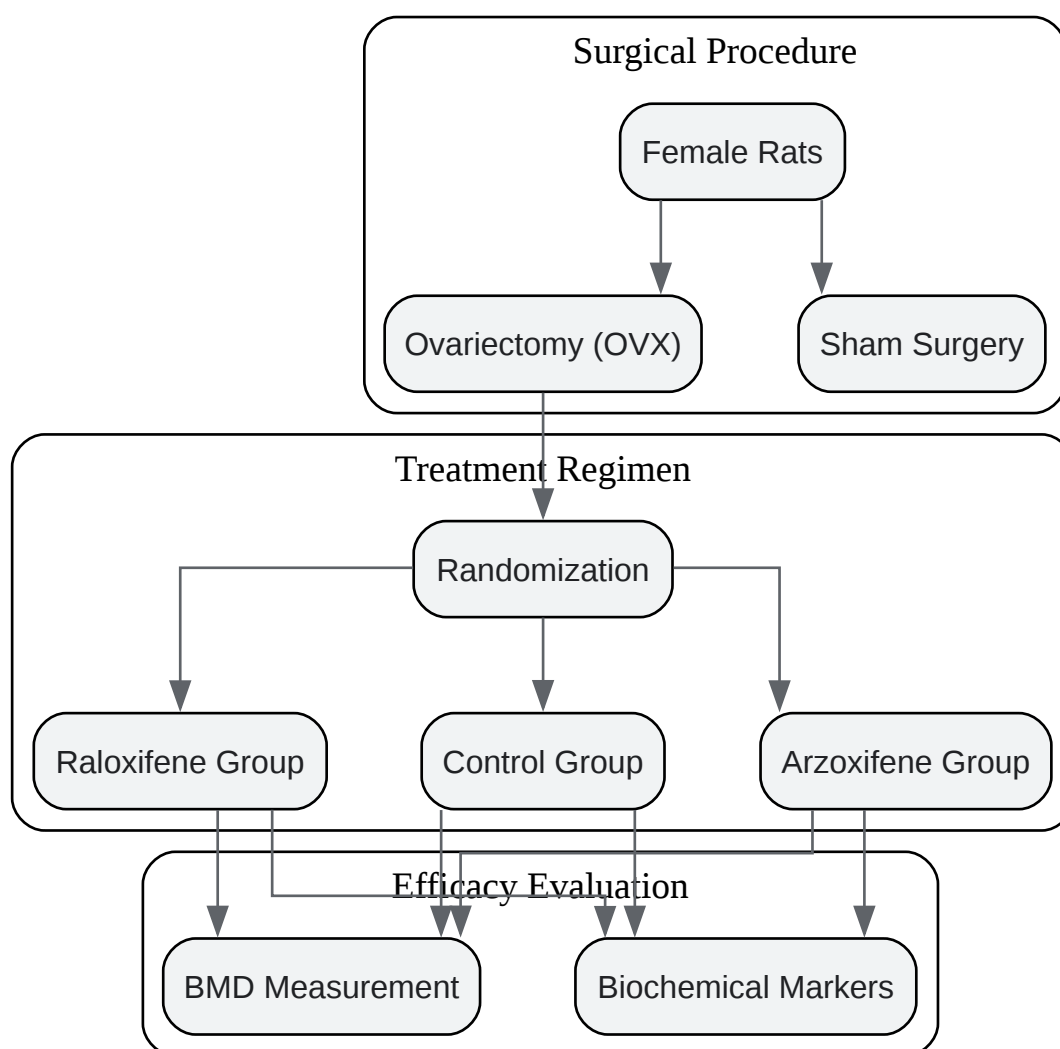 Surgical Procedure
Female Rats
Ovariectomy (OVX)
Sham Surgery
Treatment Regimen
Randomization
Raloxifene Group
Control Group
Arzoxifene Group
Efficacy Evaluation
BMD Measurement
Biochemical Markers